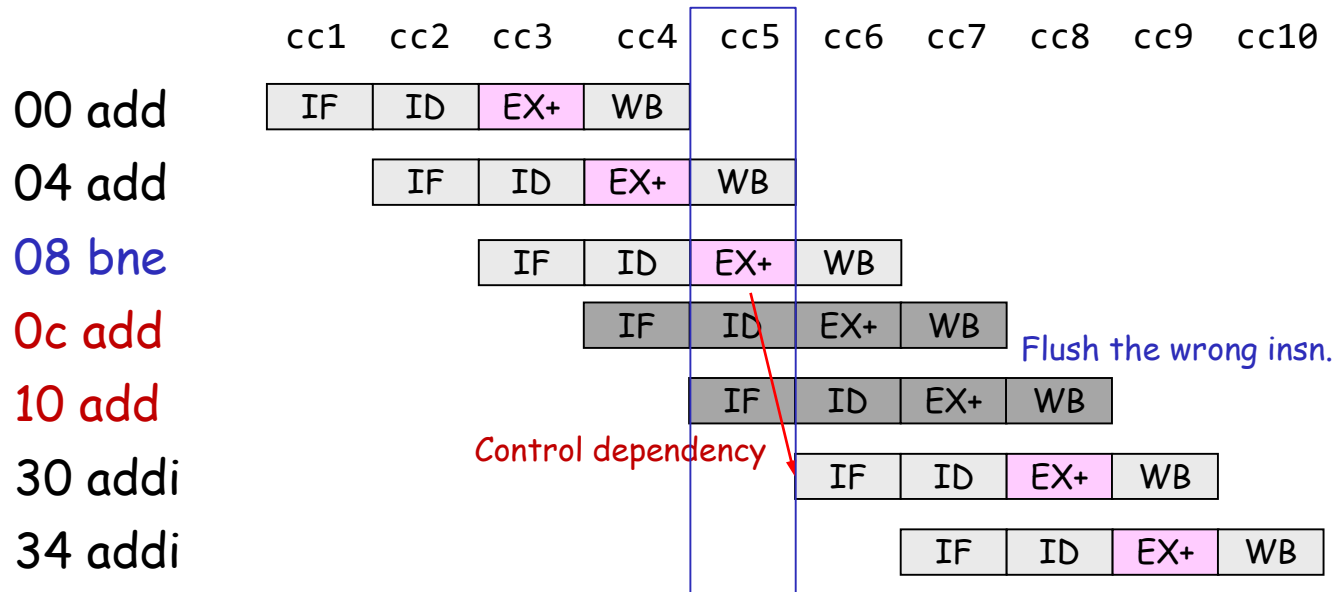 cc1 cc2 cc3 cc4 cc5 cc6 cc7 cc8 cc9 cc10
00 add IF ID EX+ WB
04 add IF ID EX+ WB
08 bne IF ID EX+ WB
0c add IF ID EX+ WB
Flush the wrong insn.
10 add IF ID EX+ WB
Control dependency
30 addi IF ID EX+ WB
34 addi IF ID EX+ WB